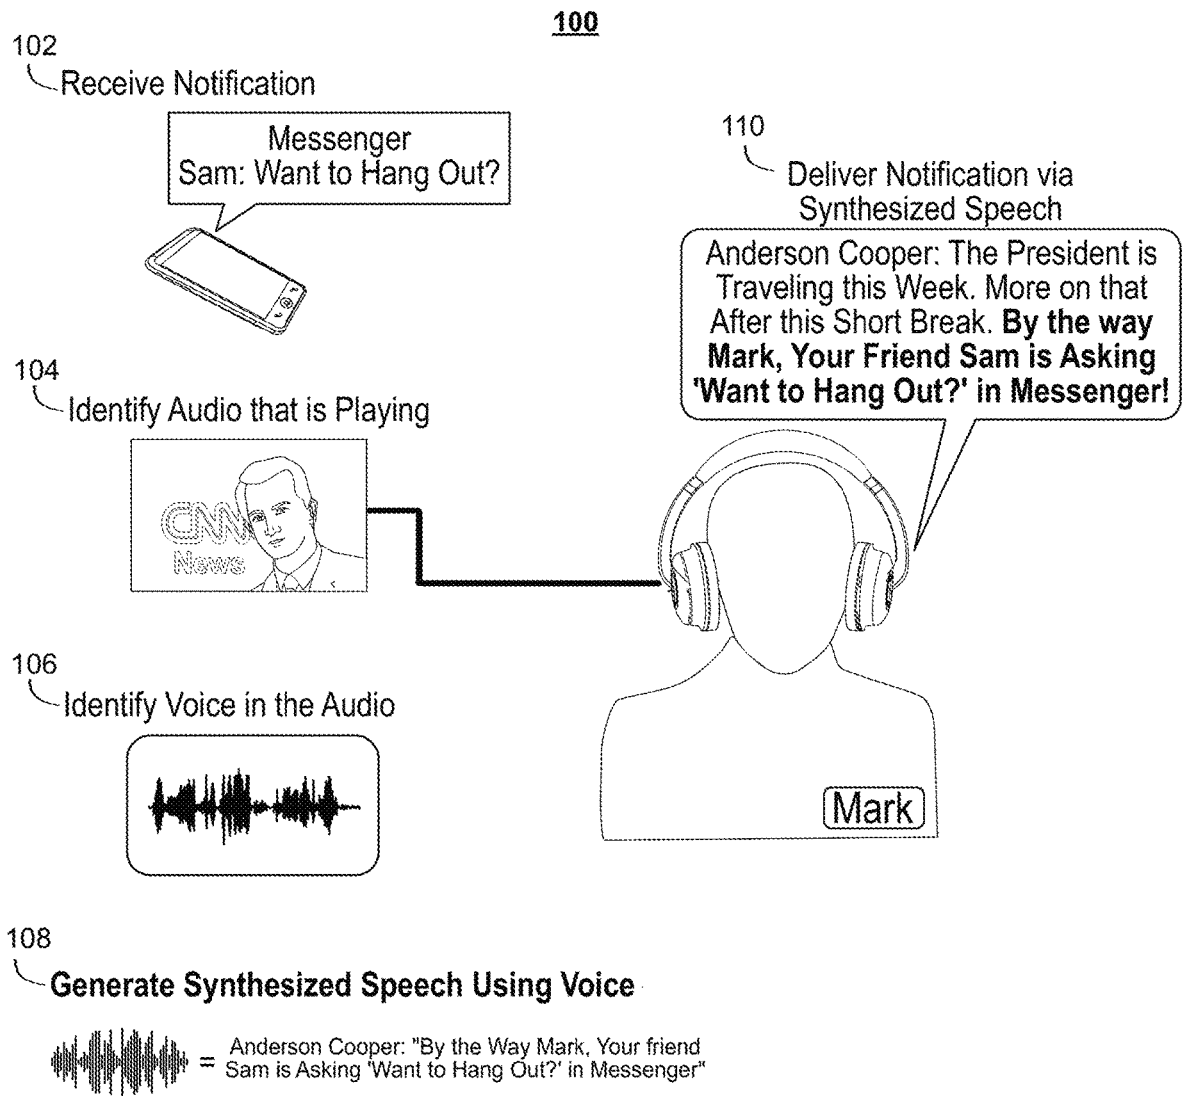 100
102
Receive Notification
Messenger
Sam: Want to Hang Out?
110
Deliver Notification via
Synthesized Speech
Anderson Cooper: The President is
Traveling this Week. More on that
After this Short Break. By the way
Mark, Your Friend Sam is Asking
'Want to Hang Out?' in Messenger!
104
Identify Audio that is Playing
CNN
News
106
Identify Voice in the Audio
Mark
108
Generate Synthesized Speech Using Voice
= Anderson Cooper: "By the Way Mark, Your friend
Sam is Asking 'Want to Hang Out?' in Messenger"